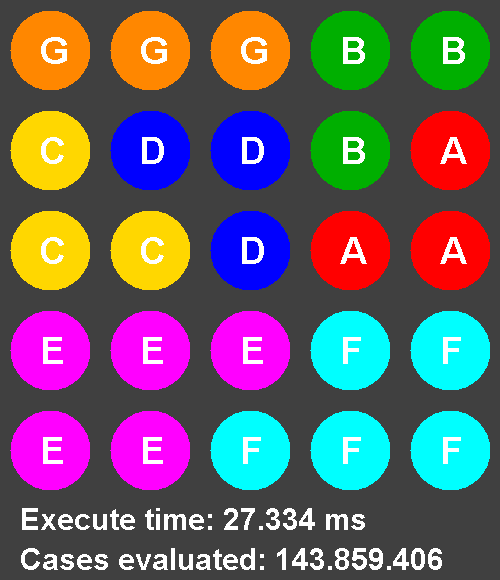 G G G B B
C D D B A
C C D A A
E E E F F
E E F F F
Execute time: 27.334 ms
Cases evaluated: 143.859.406